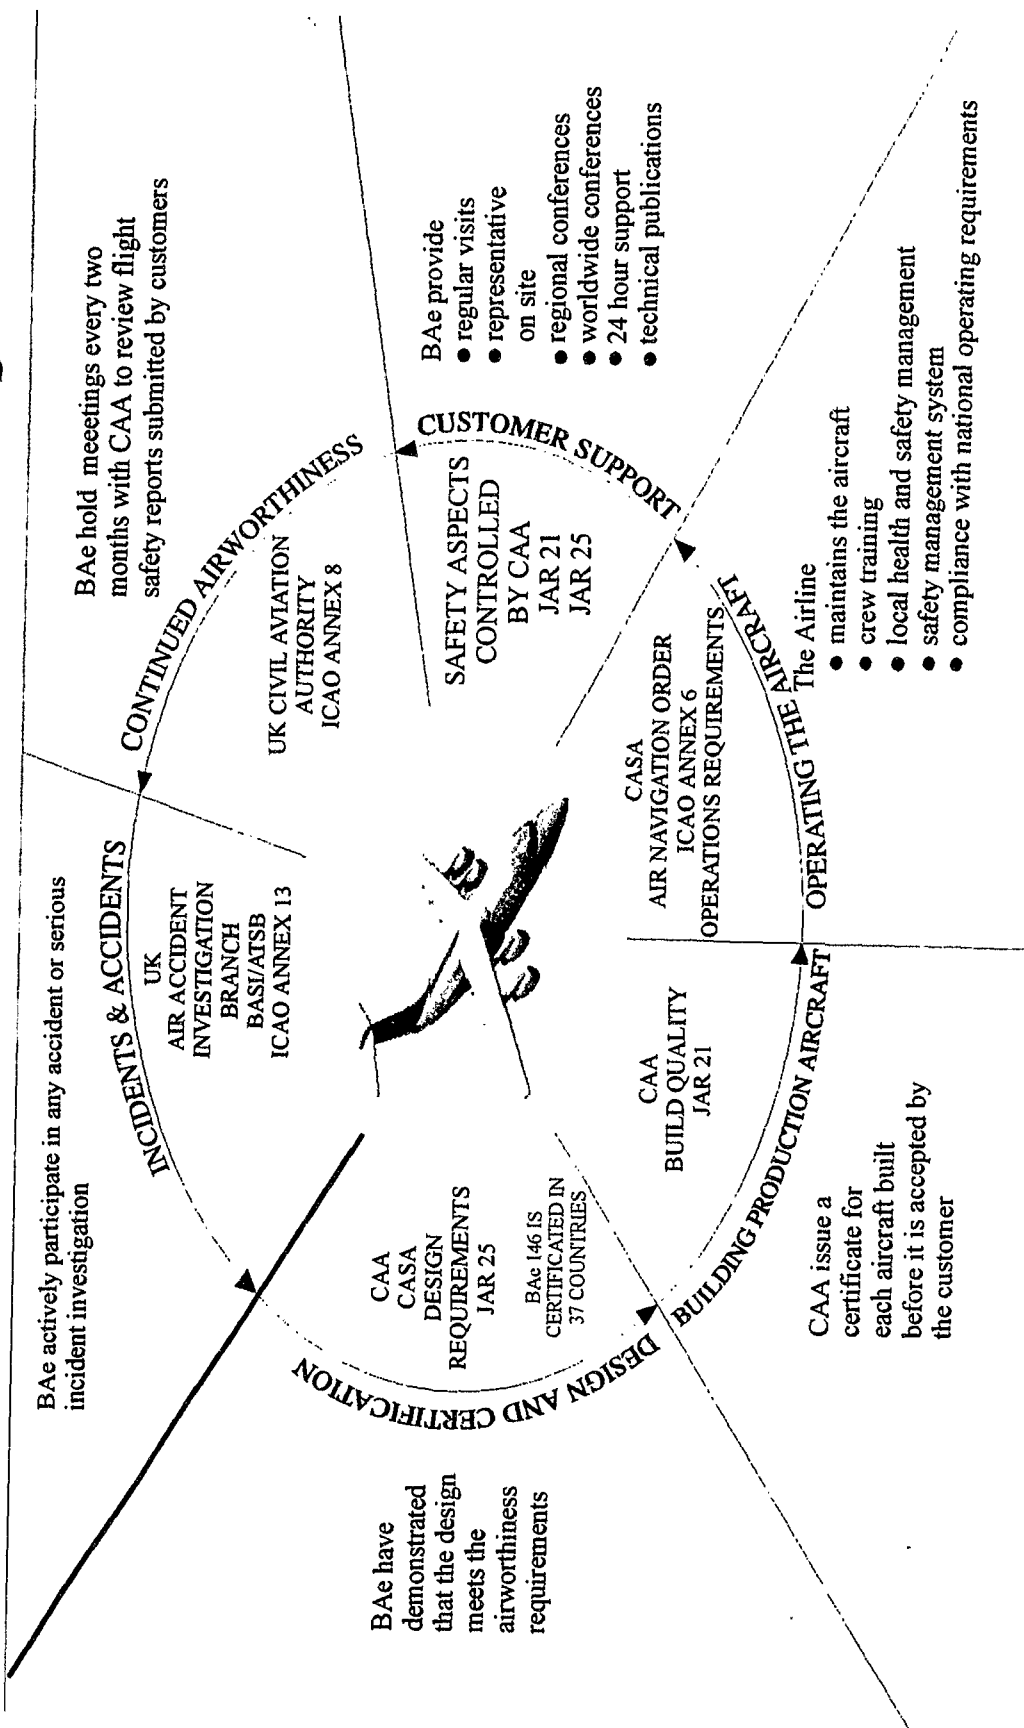 BAe actively participate in any accident or serious
incident investigation
BAe hold meeetings every two
months with CAA to review flight
safety reports submitted by customers
INCIDENTS & ACCIDENTS
UK
AIR ACCIDENT
INVESTIGATION
BRANCH
BASI/ATSB
ICAO ANNEX 13
CONTINUED AIRWORTHINESS
UK CIVIL AVIATION
AUTHORITY
ICAO ANNEX 8
BAe have
demonstrated
that the design
meets the
airworthiness
requirements
DESIGN AND CERTIFICATION
CAA
CASA
DESIGN
REQUIREMENTS
JAR 25
BAe 146 IS
CERTIFICATED IN
37 COUNTRIES
SAFETY ASPECTS
CONTROLLED
BY CAA
JAR 21
JAR 25
CUSTOMER SUPPORT
BAe provide
● regular visits
● representative
on site
● regional conferences
● worldwide conferences
● 24 hour support
● technical publications
CAA
BUILD QUALITY
JAR 21
BUILDING PRODUCTION AIRCRAFT
CAA issue a
certificate for
each aircraft built
before it is accepted by
the customer
CASA
AIR NAVIGATION ORDER
ICAO ANNEX 6
OPERATIONS REQUIREMENTS
OPERATING THE AIRCRAFT
The Airline
● maintains the aircraft
● crew training
● local health and safety management
● safety management system
● compliance with national operating requirements